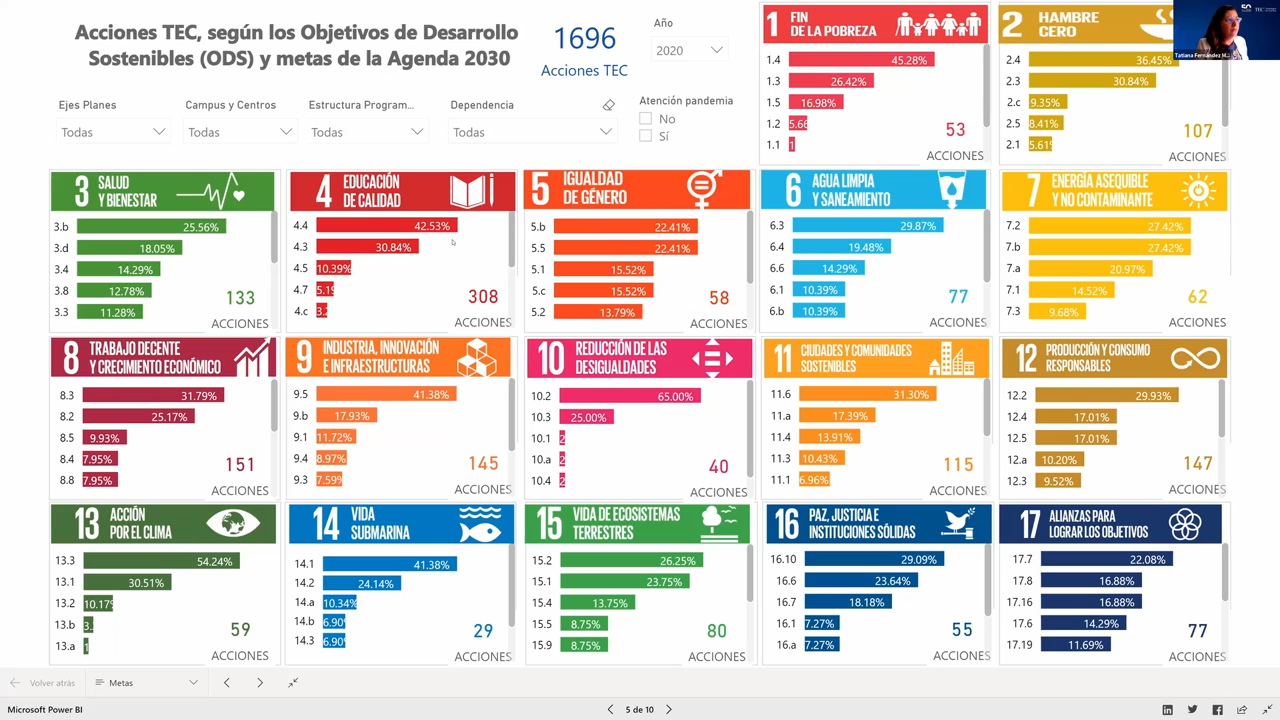 Acciones TEC, según los Objetivos de Desarrollo
Sostenibles (ODS) y metas de la Agenda 2030
1696
Acciones TEC
Año
2020
Ejes Planes
Todas
Campus y Centros
Todas
Estructura Program...
Todas
Dependencia
Todas
Atención pandemia
No
Sí
1 FIN
DE LA POBREZA
1.4 45.28%
1.3 26.42%
1.5 16.98%
1.2 5.66
1.1 1
53
ACCIONES
2 HAMBRE
CERO
2.4 36.45%
2.3 30.84%
2.c 9.35%
2.5 8.41%
2.1 5.61%
107
ACCIONES
Tatiana Fernández M...
3 SALUD
Y BIENESTAR
3.b 25.56%
3.d 18.05%
3.4 14.29%
3.8 12.78%
3.3 11.28%
133
ACCIONES
4 EDUCACIÓN
DE CALIDAD
4.4 42.53%
4.3 30.84%
4.5 10.39%
4.7 5.19
4.c 3.2
308
ACCIONES
5 IGUALDAD
DE GÉNERO
5.b 22.41%
5.5 22.41%
5.1 15.52%
5.c 15.52%
5.2 13.79%
58
ACCIONES
6 AGUA LIMPIA
Y SANEAMIENTO
6.3 29.87%
6.4 19.48%
6.6 14.29%
6.1 10.39%
6.b 10.39%
77
ACCIONES
7 ENERGÍA ASEQUIBLE
Y NO CONTAMINANTE
7.2 27.42%
7.b 27.42%
7.a 20.97%
7.1 14.52%
7.3 9.68%
62
ACCIONES
8 TRABAJO DECENTE
Y CRECIMIENTO ECONÓMICO
8.3 31.79%
8.2 25.17%
8.5 9.93%
8.4 7.95%
8.8 7.95%
151
ACCIONES
9 INDUSTRIA, INNOVACIÓN
E INFRAESTRUCTURAS
9.5 41.38%
9.b 17.93%
9.1 11.72%
9.4 8.97%
9.3 7.59%
145
ACCIONES
10 REDUCCIÓN DE LAS
DESIGUALDADES
10.2 65.00%
10.3 25.00%
10.1 2
10.a 2
10.4 2
40
ACCIONES
11 CIUDADES Y COMUNIDADES
SOSTENIBLES
11.6 31.30%
11.a 17.39%
11.4 13.91%
11.3 10.43%
11.1 6.96%
115
ACCIONES
12 PRODUCCIÓN Y CONSUMO
RESPONSABLES
12.2 29.93%
12.4 17.01%
12.5 17.01%
12.a 10.20%
12.3 9.52%
147
ACCIONES
13 ACCIÓN
POR EL CLIMA
13.3 54.24%
13.1 30.51%
13.2 10.17%
13.b 3.
13.a 1
59
ACCIONES
14 VIDA
SUBMARINA
14.1 41.38%
14.2 24.14%
14.a 10.34%
14.b 6.90%
14.3 6.90%
29
ACCIONES
15 VIDA DE ECOSISTEMAS
TERRESTRES
15.2 26.25%
15.1 23.75%
15.4 13.75%
15.5 8.75%
15.9 8.75%
80
ACCIONES
16 PAZ, JUSTICIA E
INSTITUCIONES SÓLIDAS
16.10 29.09%
16.6 23.64%
16.7 18.18%
16.1 7.27%
16.a 7.27%
55
ACCIONES
17 ALIANZAS PARA
LOGRAR LOS OBJETIVOS
17.7 22.08%
17.8 16.88%
17.16 16.88%
17.6 14.29%
17.19 11.69%
77
ACCIONES
Volver atrás
Metas
Microsoft Power BI
5 de 10